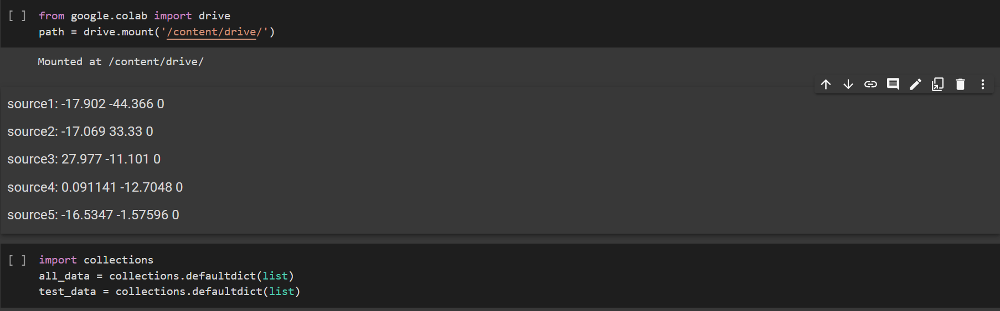 [ ] from google.colab import drive
path = drive.mount('/content/drive/')
Mounted at /content/drive/
source1: -17.902 -44.366 0
source2: -17.069 33.33 0
source3: 27.977 -11.101 0
source4: 0.091141 -12.7048 0
source5: -16.5347 -1.57596 0
[ ] import collections
all_data = collections.defaultdict(list)
test_data = collections.defaultdict(list)